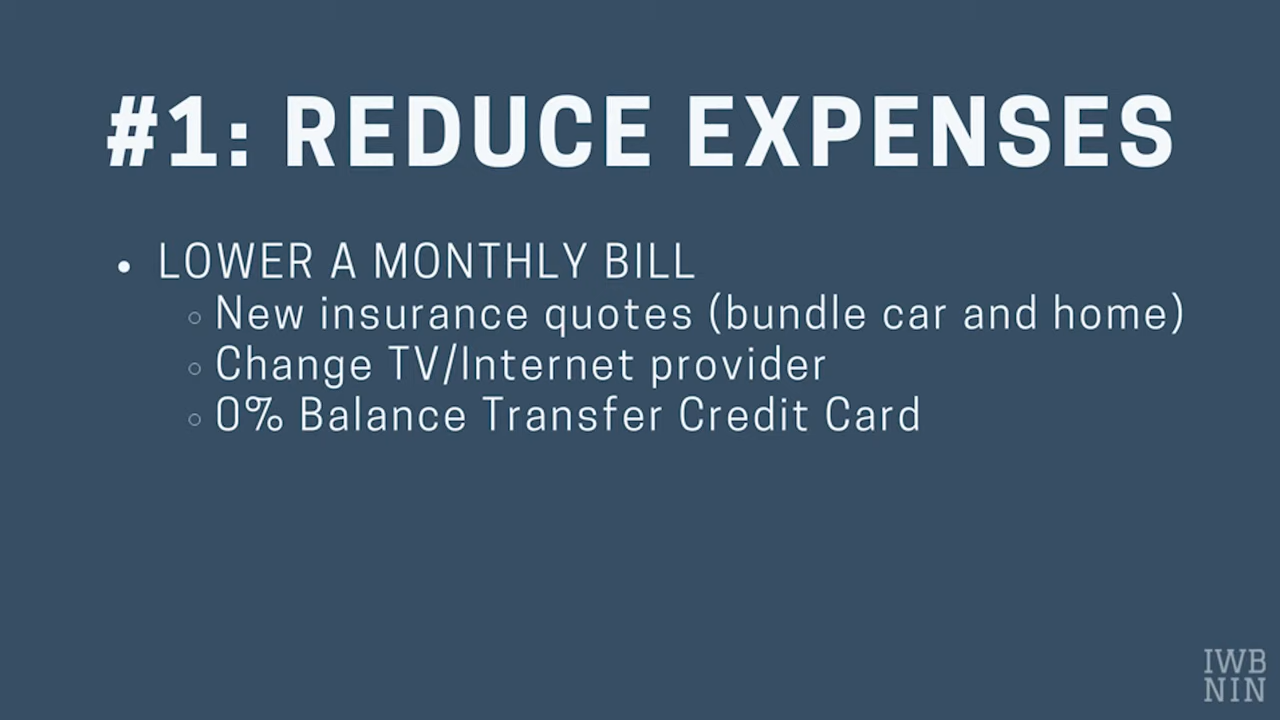 #1: REDUCE EXPENSES
• LOWER A MONTHLY BILL
○ New insurance quotes (bundle car and home)
○ Change TV/Internet provider
○ 0% Balance Transfer Credit Card
IWB
NIN